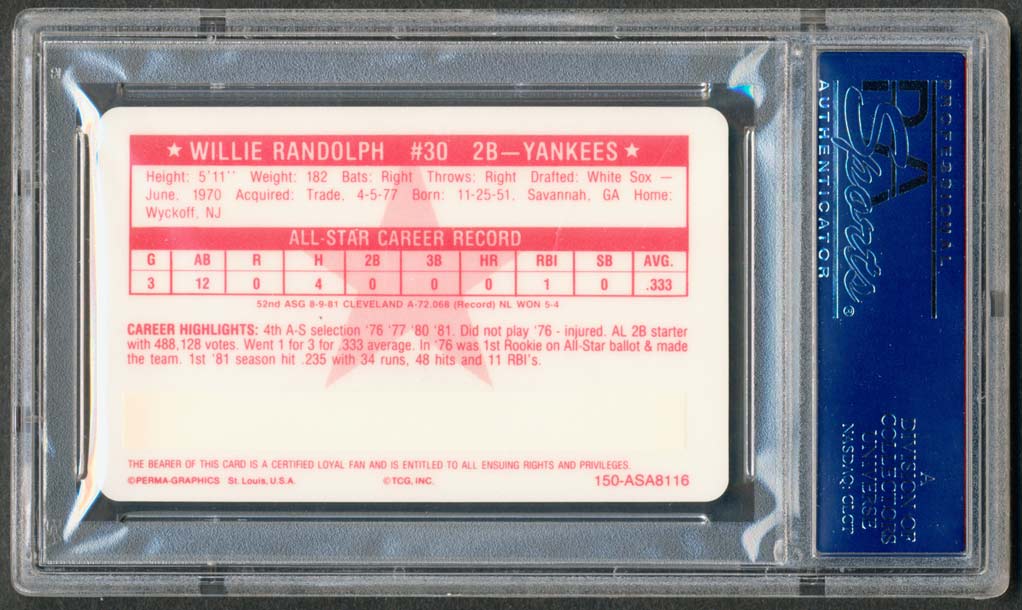 ★ WILLIE RANDOLPH #30 2B—YANKEES ★
Height: 5'11'' Weight: 182 Bats: Right Throws: Right Drafted: White Sox —
June, 1970 Acquired: Trade, 4-5-77 Born: 11-25-51, Savannah, GA Home:
Wyckoff, NJ
ALL-STAR CAREER RECORD
G AB R H 2B 3B HR RBI SB AVG.
3 12 0 4 0 0 0 1 0 .333
52nd ASG 8-9-81 CLEVELAND A-72,068 (Record) NL WON 5-4
CAREER HIGHLIGHTS: 4th A-S selection '76 '77 '80 '81. Did not play '76 - injured. AL 2B starter
with 488,128 votes. Went 1 for 3 for .333 average. In '76 was 1st Rookie on All-Star ballot & made
the team. 1st '81 season hit .235 with 34 runs, 48 hits and 11 RBI's.
THE BEARER OF THIS CARD IS A CERTIFIED LOYAL FAN AND IS ENTITLED TO ALL ENSUING RIGHTS AND PRIVILEGES.
©PERMA-GRAPHICS St. Louis, U.S.A. ©TCG, INC. 150-ASA8116
PROFESSIONAL
PSA
Sports®
AUTHENTICATOR
A
DIVISION OF
COLLECTORS
UNIVERSE
NASDAQ: CLCT